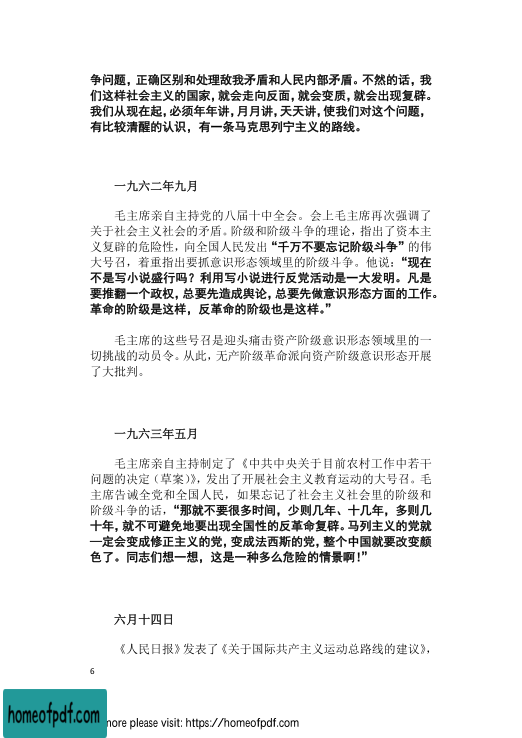 争问题，正确区别和处理敌我矛盾和人民内部矛盾。不然的话，我
们这样社会主义的国家，就会走向反面，就会变质，就会出现复辟。
我们从现在起，必须年年讲，月月讲，天天讲，使我们对这个问题，
有比较清醒的认识，有一条马克思列宁主义的路线。
一九六二年九月
毛主席亲自主持党的八届十中全会。会上毛主席再次强调了
关于社会主义社会的矛盾。阶级和阶级斗争的理论，指出了资本主
义复辟的危险性，向全国人民发出“千万不要忘记阶级斗争”的伟
大号召，着重指出要抓意识形态领域里的阶级斗争。他说：“现在
不是写小说盛行吗？利用写小说进行反党活动是一大发明。凡是
要推翻一个政权，总要先造成舆论，总要先做意识形态方面的工作。
革命的阶级是这样，反革命的阶级也是这样。”
毛主席的这些号召是迎头痛击资产阶级意识形态领域里的一
切挑战的动员令。从此，无产阶级革命派向资产阶级意识形态开展
了大批判。
一九六三年五月
毛主席亲自主持制定了《中共中央关于目前农村工作中若干
问题的决定（草案）》，发出了开展社会主义教育运动的大号召。毛
主席告诫全党和全国人民，如果忘记了社会主义社会里的阶级和
阶级斗争的话，“那就不要很多时间，少则几年、十几年，多则几
十年，就不可避免地要出现全国性的反革命复辟。马列主义的党就
一定会变成修正主义的党，变成法西斯的党，整个中国就要改变颜
色了。同志们想一想，这是一种多么危险的情景啊！”
六月十四日
《人民日报》发表了《关于国际共产主义运动总路线的建议》，
6
homeofpdf.com
more please visit: https://homeofpdf.com